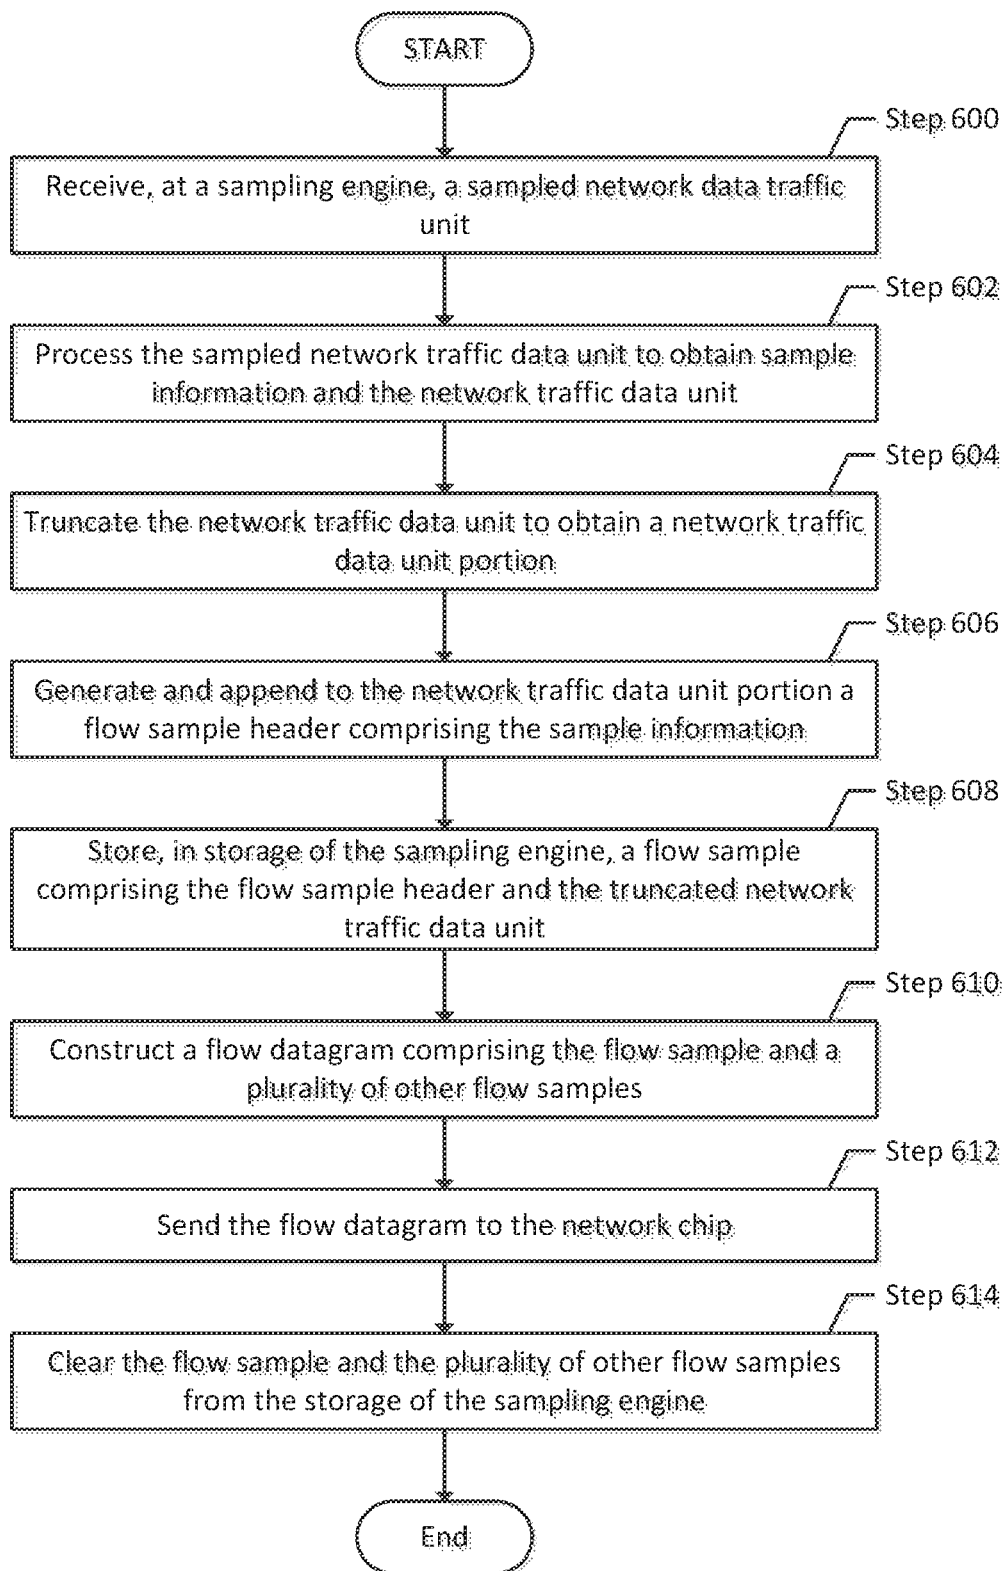 START
Step 600
Receive, at a sampling engine, a sampled network data traffic
unit
Step 602
Process the sampled network traffic data unit to obtain sample
information and the network traffic data unit
Step 604
Truncate the network traffic data unit to obtain a network traffic
data unit portion
Step 606
Generate and append to the network traffic data unit portion a
flow sample header comprising the sample information
Step 608
Store, in storage of the sampling engine, a flow sample
comprising the flow sample header and the truncated network
traffic data unit
Step 610
Construct a flow datagram comprising the flow sample and a
plurality of other flow samples
Step 612
Send the flow datagram to the network chip
Step 614
Clear the flow sample and the plurality of other flow samples
from the storage of the sampling engine
End